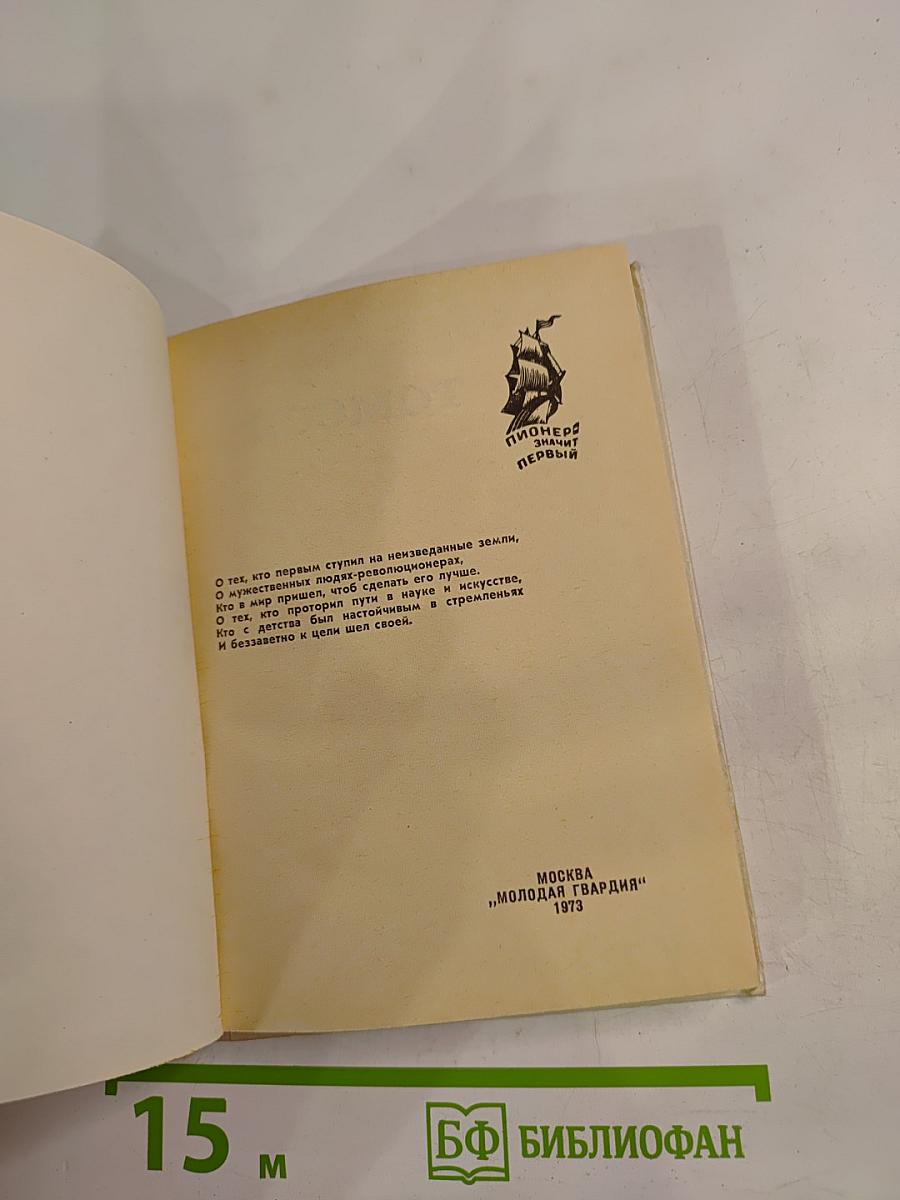 ПИОНЕР
ЗНАЧИТ
ПЕРВЫЙ
О тех, кто первым ступил на неизведанные земли,
О мужественных людях-революционерах,
Кто в мир пришел, чтоб сделать его лучше.
О тех, кто проторил пути в науке и искусстве,
Кто с детства был настойчивым в стремленьях
И беззаветно к цели шел своей.
МОСКВА
„МОЛОДАЯ ГВАРДИЯ“
1973
15 м
БФ БИБЛИОФАН